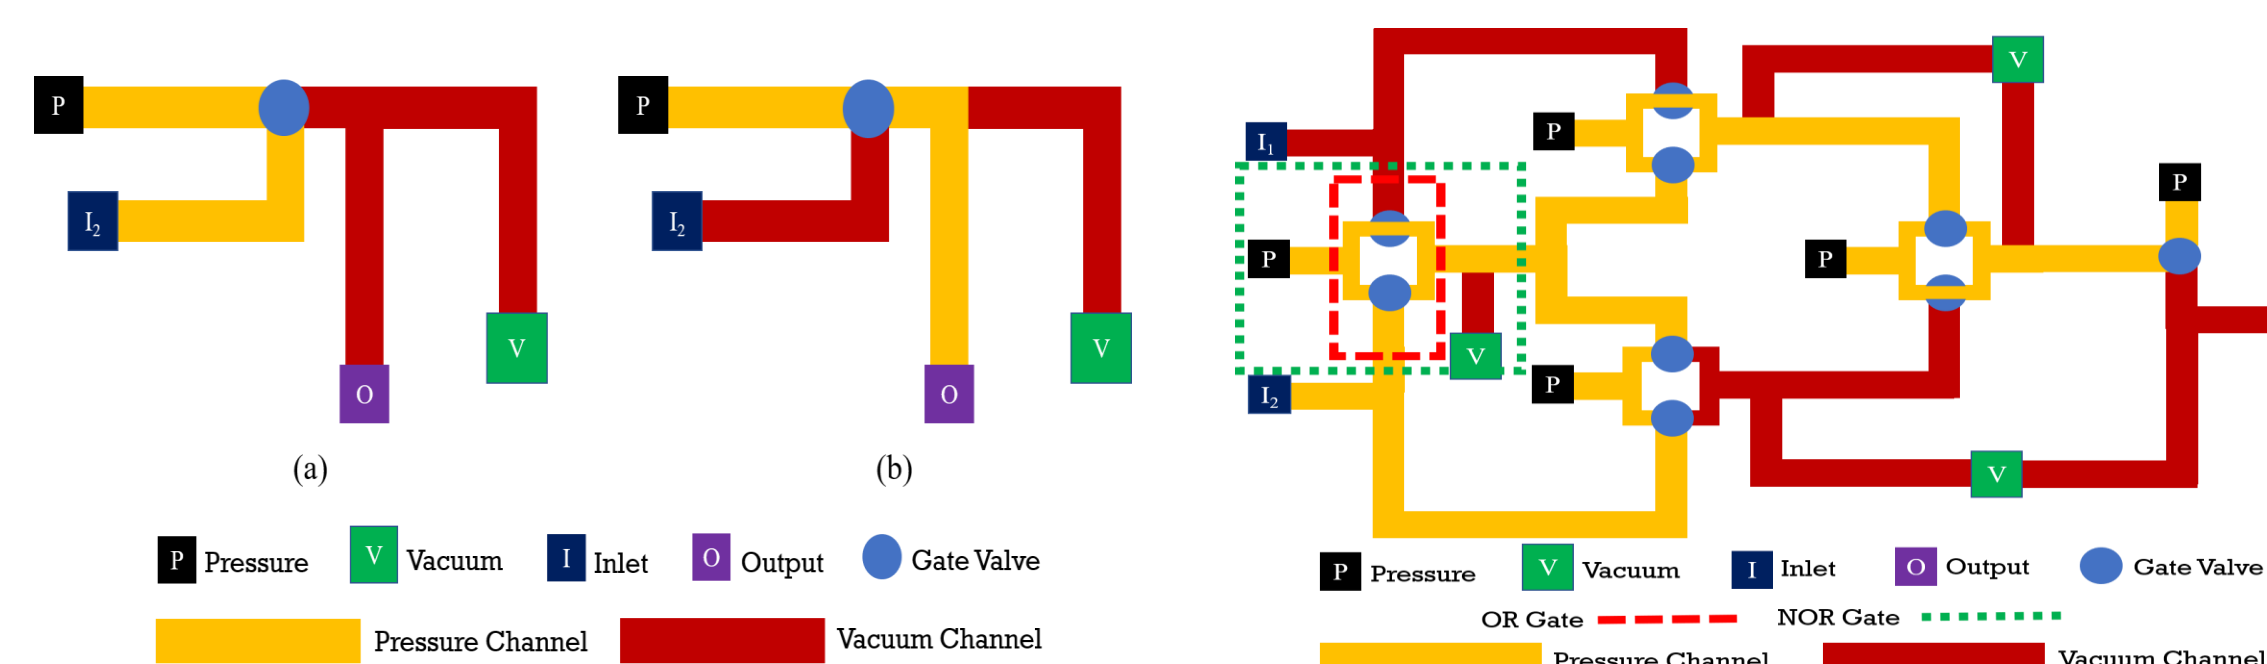 P
I2
O
V
(a)
P
I2
O
V
(b)
P Pressure
V Vacuum
I Inlet
O Output
Gate Valve
Pressure Channel
Vacuum Channel
V
P
I1
P
P
P
V
I2
P
V
P Pressure
V Vacuum
I Inlet
O Output
Gate Valve
OR Gate
NOR Gate
Pressure Channel
Vacuum Channel